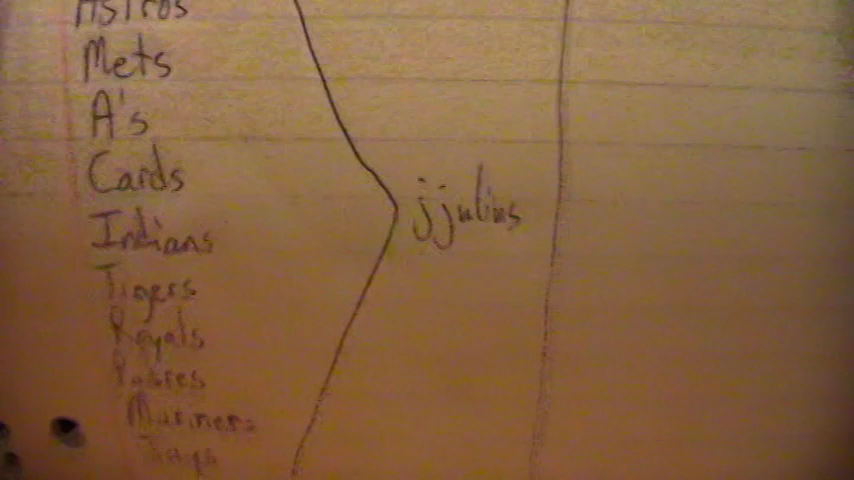 Astros
Mets
A's
Cards
jjulius
Indians
Tigers
Royals
Padres
Mariners